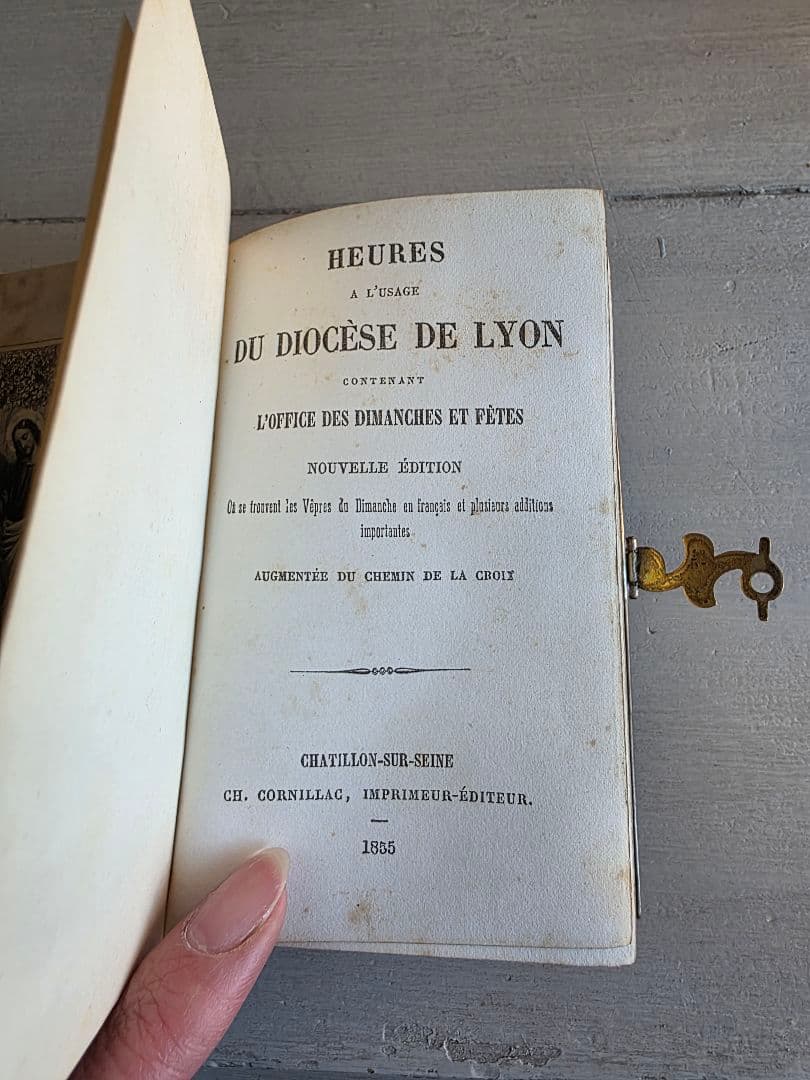 HEURES
A L'USAGE
DU DIOCÈSE DE LYON
CONTENANT
L'OFFICE DES DIMANCHES ET FÊTES
NOUVELLE ÉDITION
Où se trouvent les Vêpres du Dimanche en français et plusieurs additions
importantes
AUGMENTÉE DU CHEMIN DE LA CROIX
CHATILLON-SUR-SEINE
CH. CORNILLAC, IMPRIMEUR-ÉDITEUR.
1855